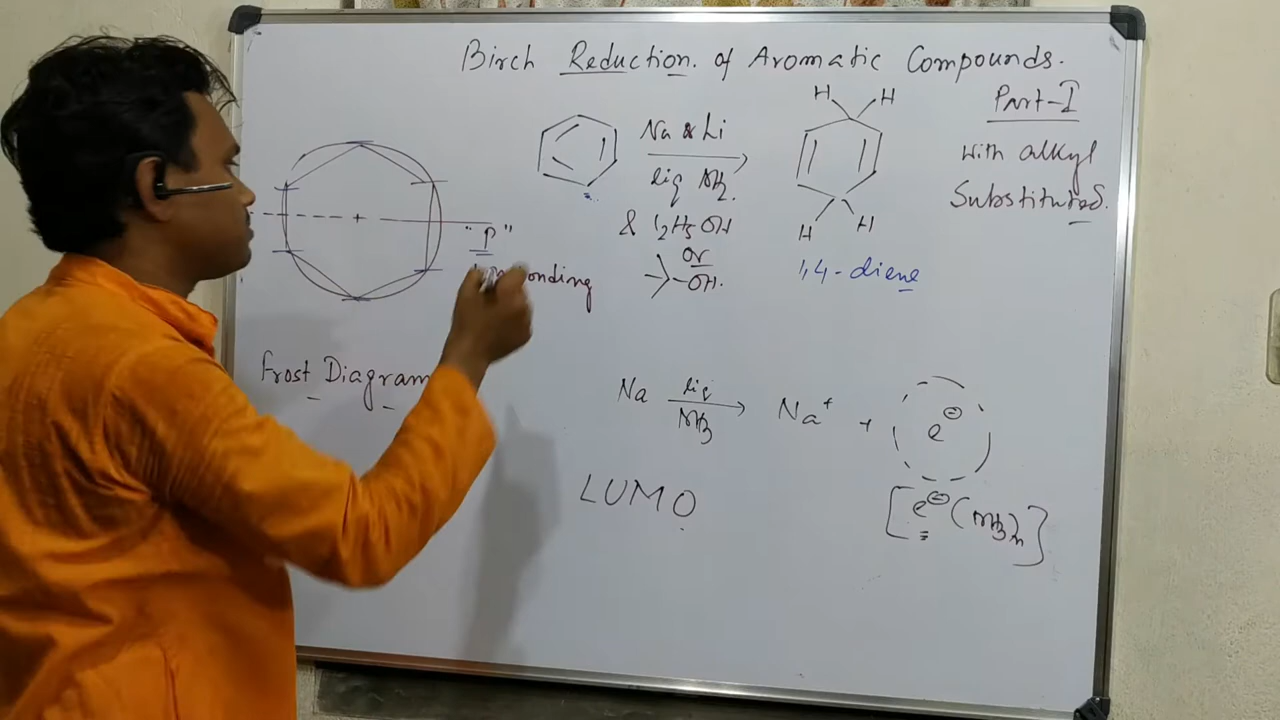 Birch Reduction of Aromatic Compounds.
Part-I
With alkyl
Substituted.
Na & Li
liq NH3.
& C2H5OH
Or
OH.
H H
H H
1,4-diene
"P"
bonding
Frost Diagram
Na liq NH3 Na+ + e⊖
[e⊖(NH3)n]
LUMO